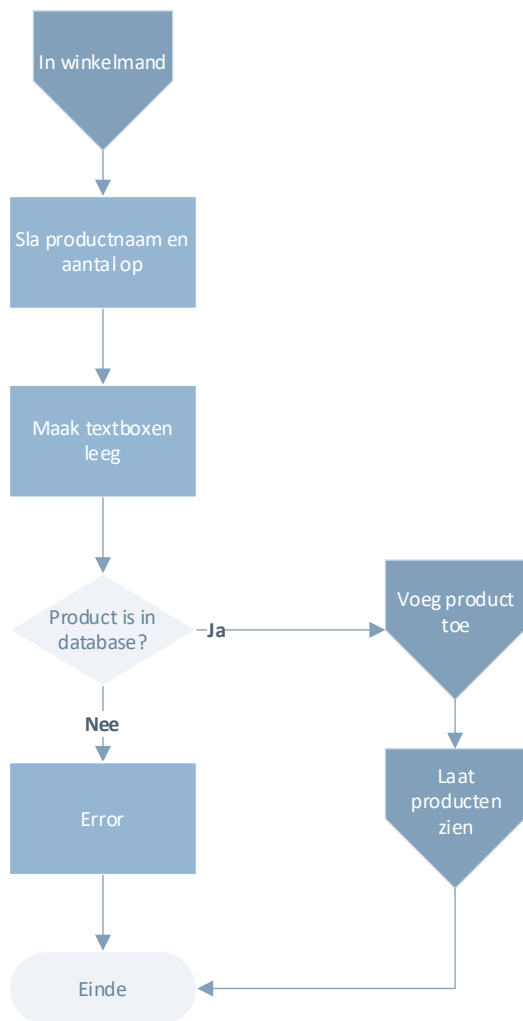 In winkelmand
Sla productnaam en
aantal op
Maak textboxen
leeg
Product is in
database?
Ja
Voeg product
toe
Nee
Laat
producten
zien
Error
Einde